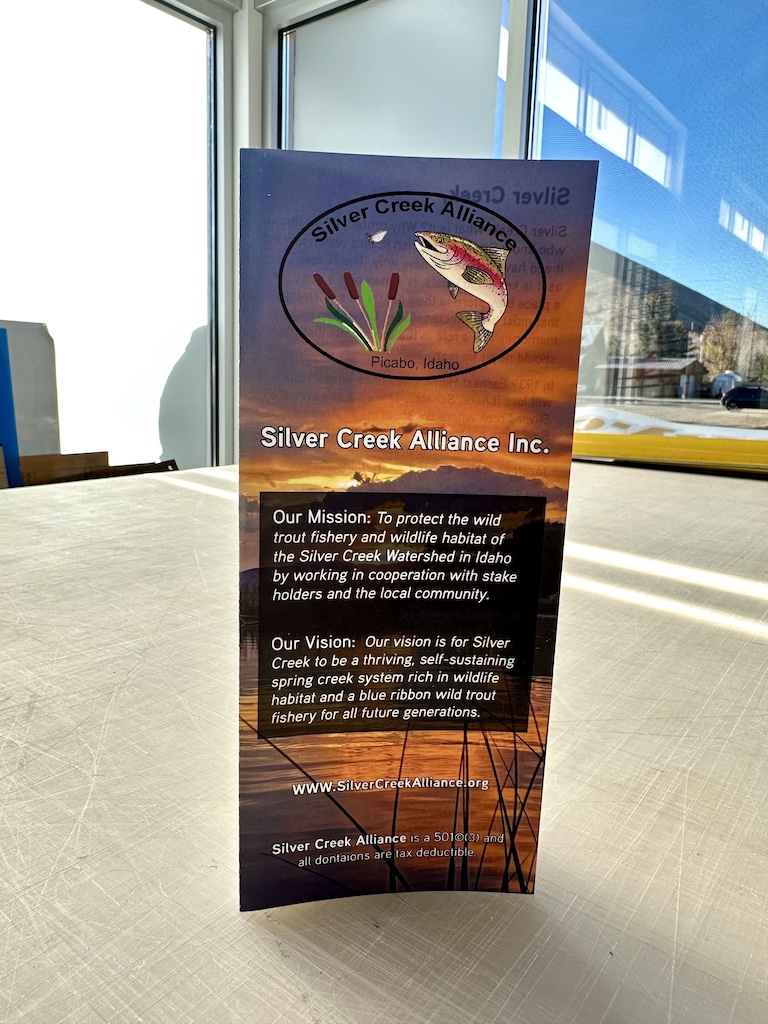 Silver Creek Alliance
Picabo, Idaho
Silver Creek Alliance Inc.
Our Mission: To protect the wild
trout fishery and wildlife habitat of
the Silver Creek Watershed in Idaho
by working in cooperation with stake
holders and the local community.
Our Vision: Our vision is for Silver
Creek to be a thriving, self-sustaining
spring creek system rich in wildlife
habitat and a blue ribbon wild trout
fishery for all future generations.
WWW.SilverCreekAlliance.org
Silver Creek Alliance is a 501©(3) and
all dontaions are tax deductible.
Silver Creek